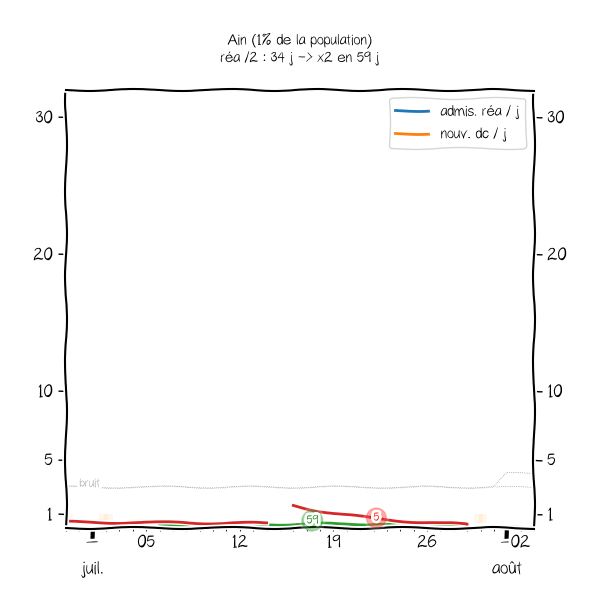 Ain (1% de la population)
réa /2 : 34 j -> x2 en 59 j
admis. réa / j
nouv. dc / j
30 30
20 20
10 10
5 5
bruit
1 59 5 1
05 12 19 26 02
juil. août